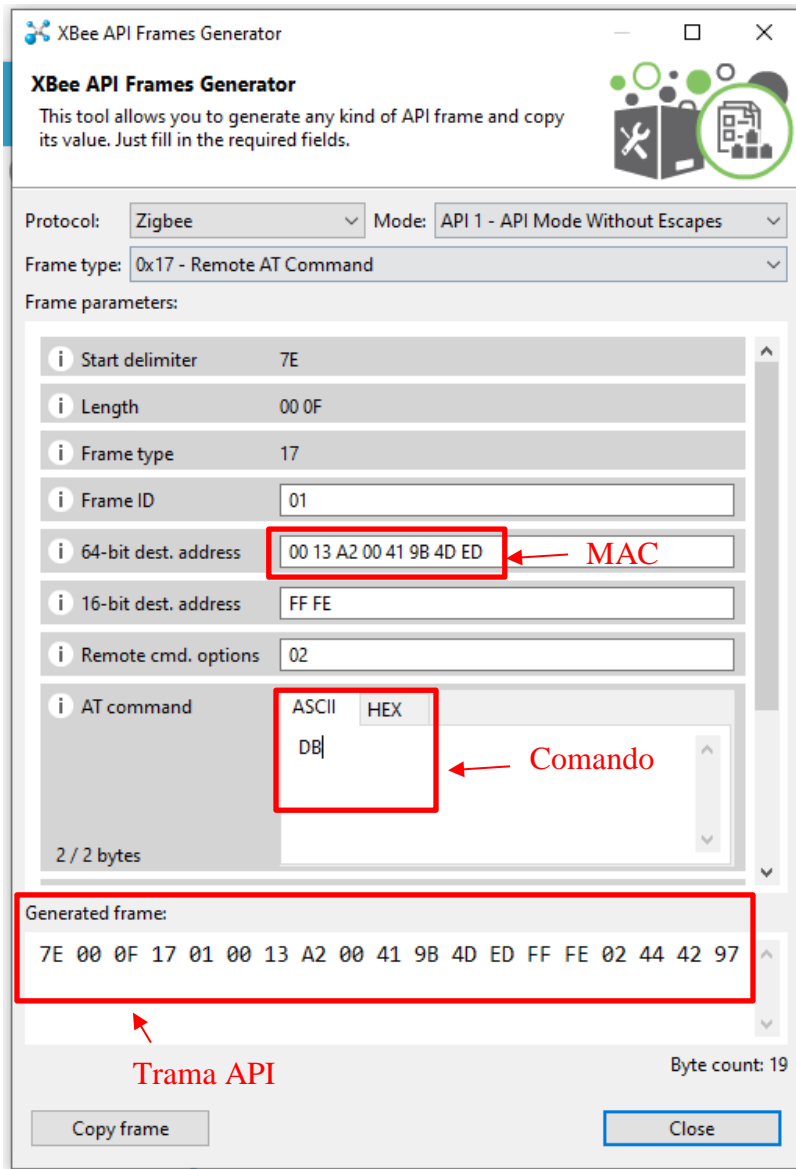 XBee API Frames Generator
XBee API Frames Generator
This tool allows you to generate any kind of API frame and copy
its value. Just fill in the required fields.
Protocol: Zigbee Mode: API 1 - API Mode Without Escapes
Frame type: 0x17 - Remote AT Command
Frame parameters:
i Start delimiter 7E
i Length 00 0F
i Frame type 17
i Frame ID 01
i 64-bit dest. address 00 13 A2 00 41 9B 4D ED MAC
i 16-bit dest. address FF FE
i Remote cmd. options 02
i AT command ASCII HEX
DB Comando
2 / 2 bytes
Generated frame:
7E 00 0F 17 01 00 13 A2 00 41 9B 4D ED FF FE 02 44 42 97
Trama API
Byte count: 19
Copy frame Close